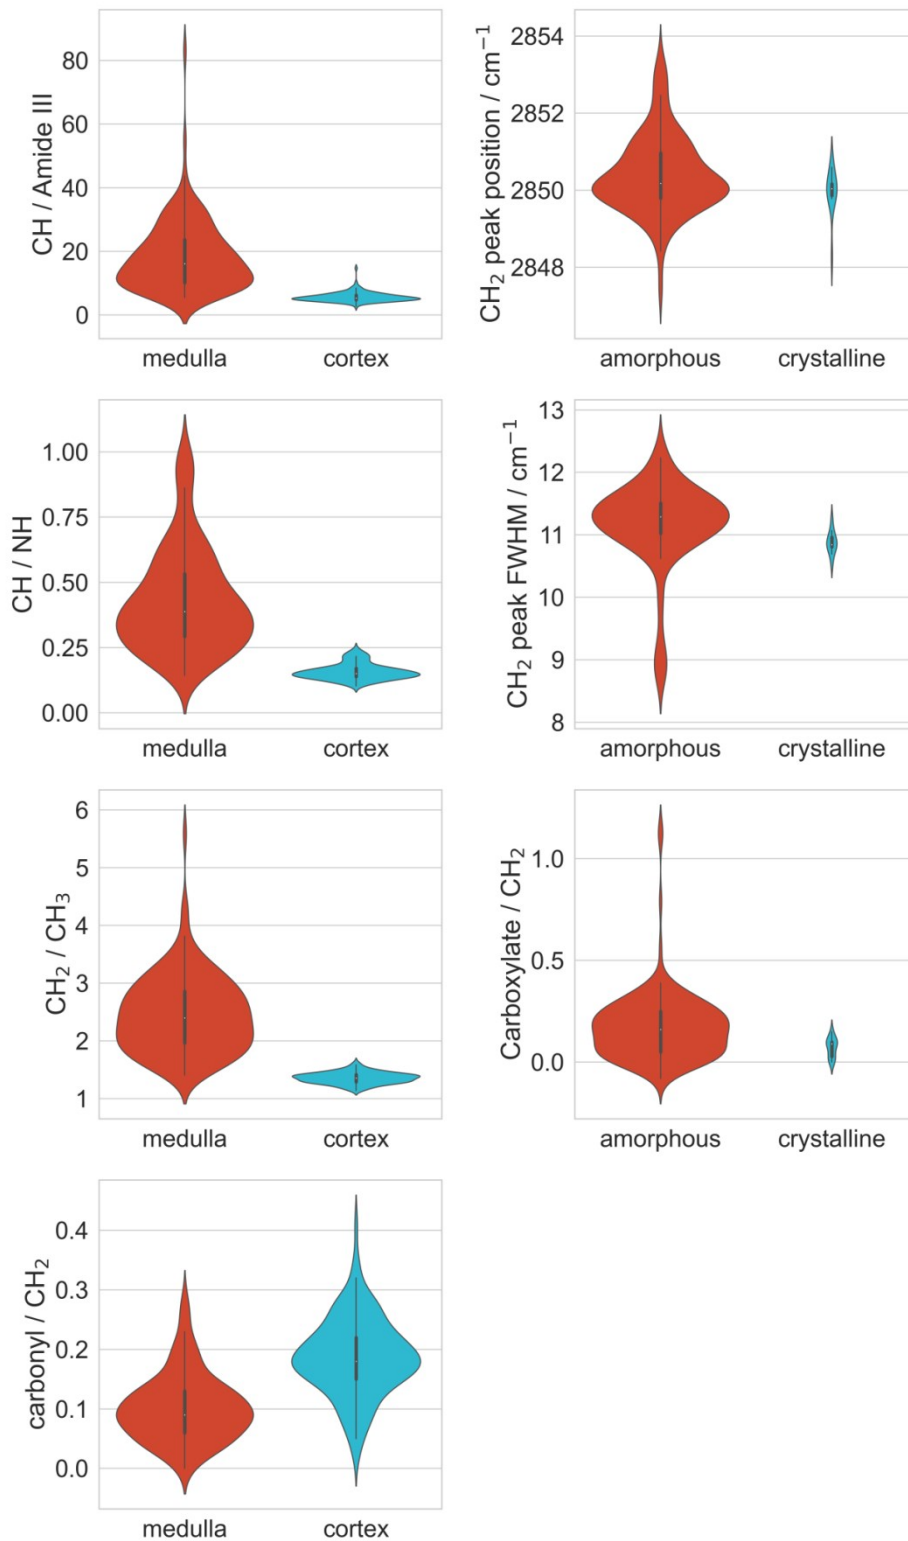 CH / Amide III
80
60
40
20
0
medulla cortex
CH₂ peak position / cm⁻¹
2854
2852
2850
2848
amorphous crystalline
CH / NH
1.00
0.75
0.50
0.25
0.00
medulla cortex
CH₂ peak FWHM / cm⁻¹
13
12
11
10
9
8
amorphous crystalline
CH₂ / CH₃
6
5
4
3
2
1
medulla cortex
Carboxylate / CH₂
1.0
0.5
0.0
amorphous crystalline
carbonyl / CH₂
0.4
0.3
0.2
0.1
0.0
medulla cortex